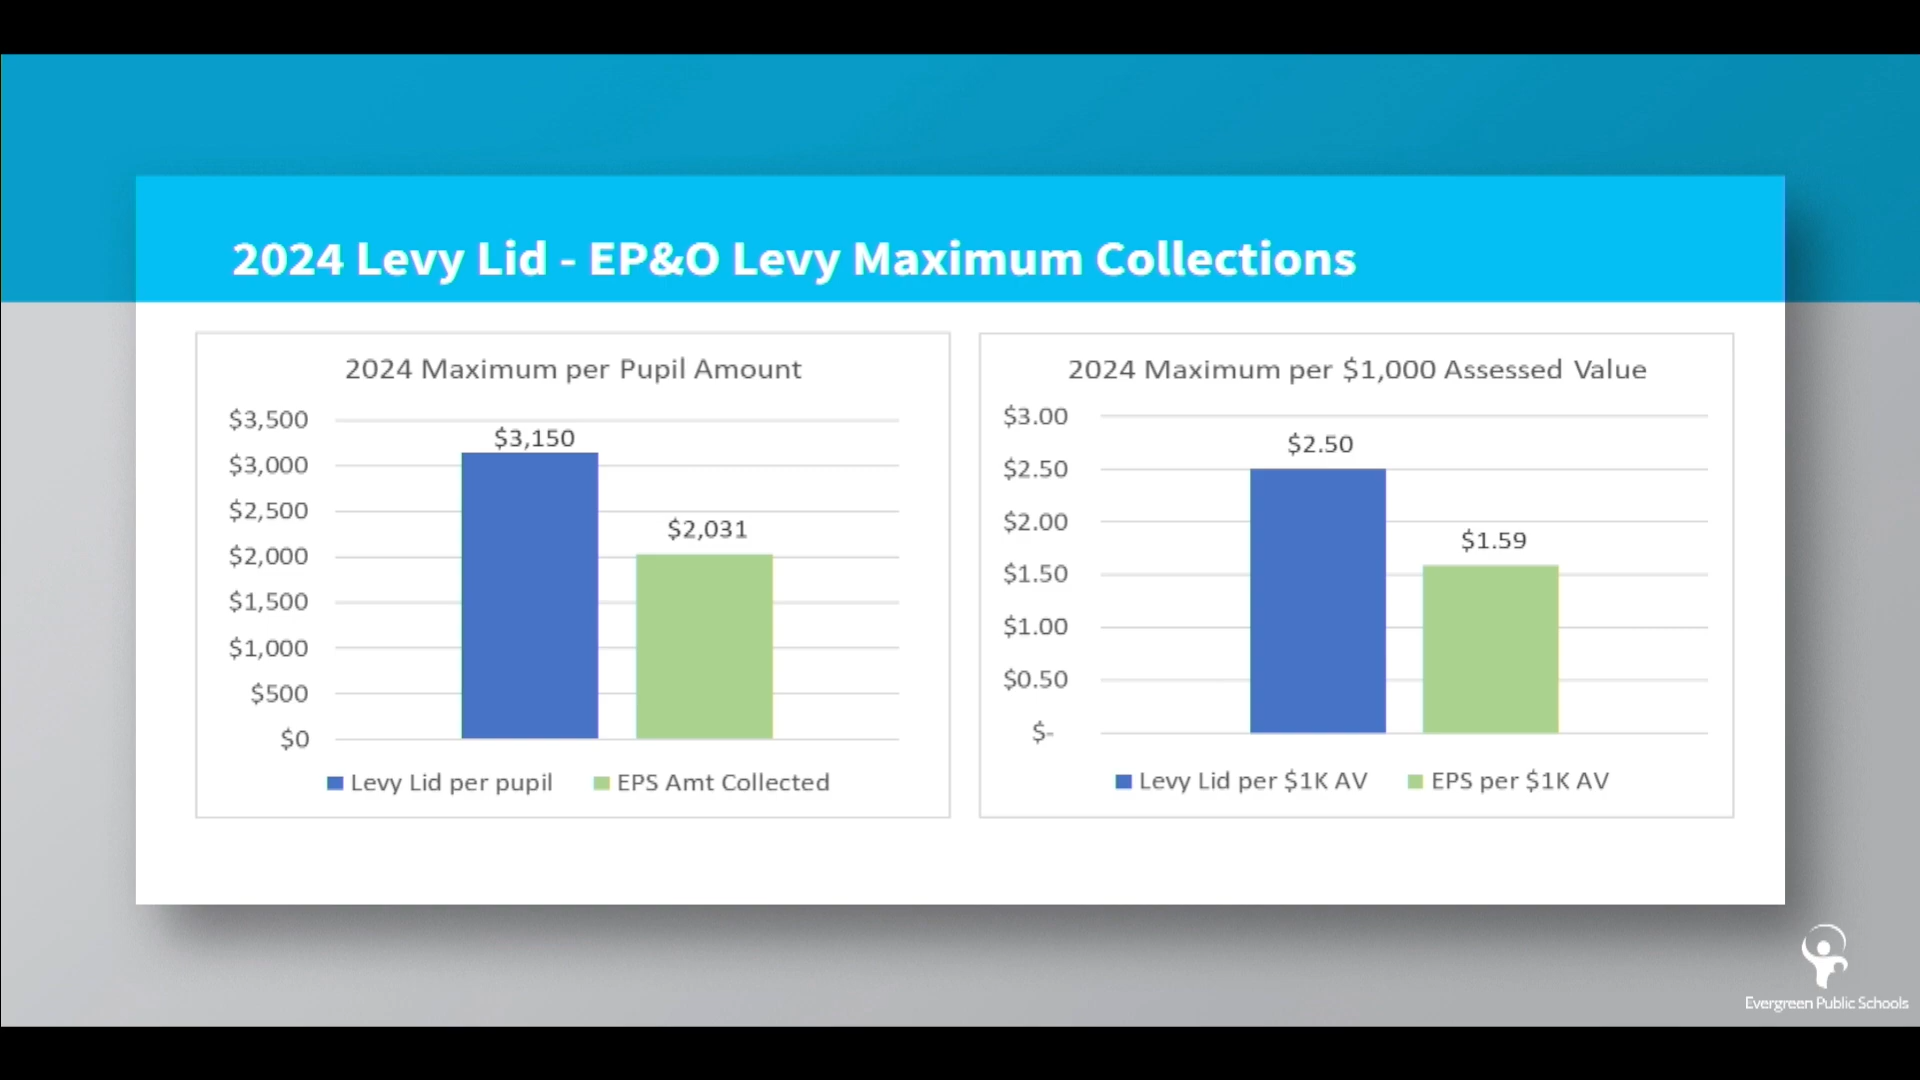 2024 Levy Lid - EP&O Levy Maximum Collections
2024 Maximum per Pupil Amount
$3,500
$3,000
$2,500
$2,000
$1,500
$1,000
$500
$0
$3,150
$2,031
Levy Lid per pupil
EPS Amt Collected
2024 Maximum per $1,000 Assessed Value
$3.00
$2.50
$2.00
$1.50
$1.00
$0.50
$-
$2.50
$1.59
Levy Lid per $1K AV
EPS per $1K AV
Evergreen Public Schools